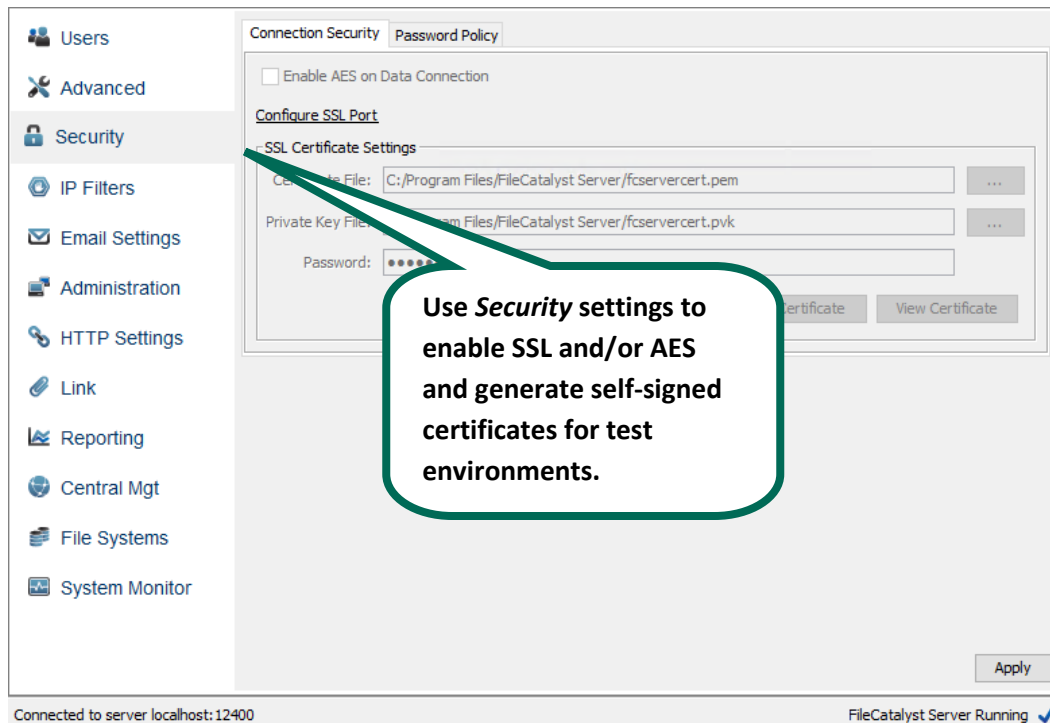 Users
Advanced
Security
IP Filters
Email Settings
Administration
HTTP Settings
Link
Reporting
Central Mgt
File Systems
System Monitor
Connection Security Password Policy
Enable AES on Data Connection
Configure SSL Port
SSL Certificate Settings
File: C:/Program Files/FileCatalyst Server/fcservercert.pem ...
Private Key File: Files/FileCatalyst Server/fcservercert.pvk ...
Password: ●●●●●
Certificate View Certificate
Use Security settings to
enable SSL and/or AES
and generate self-signed
certificates for test
environments.
Apply
Connected to server localhost:12400 FileCatalyst Server Running